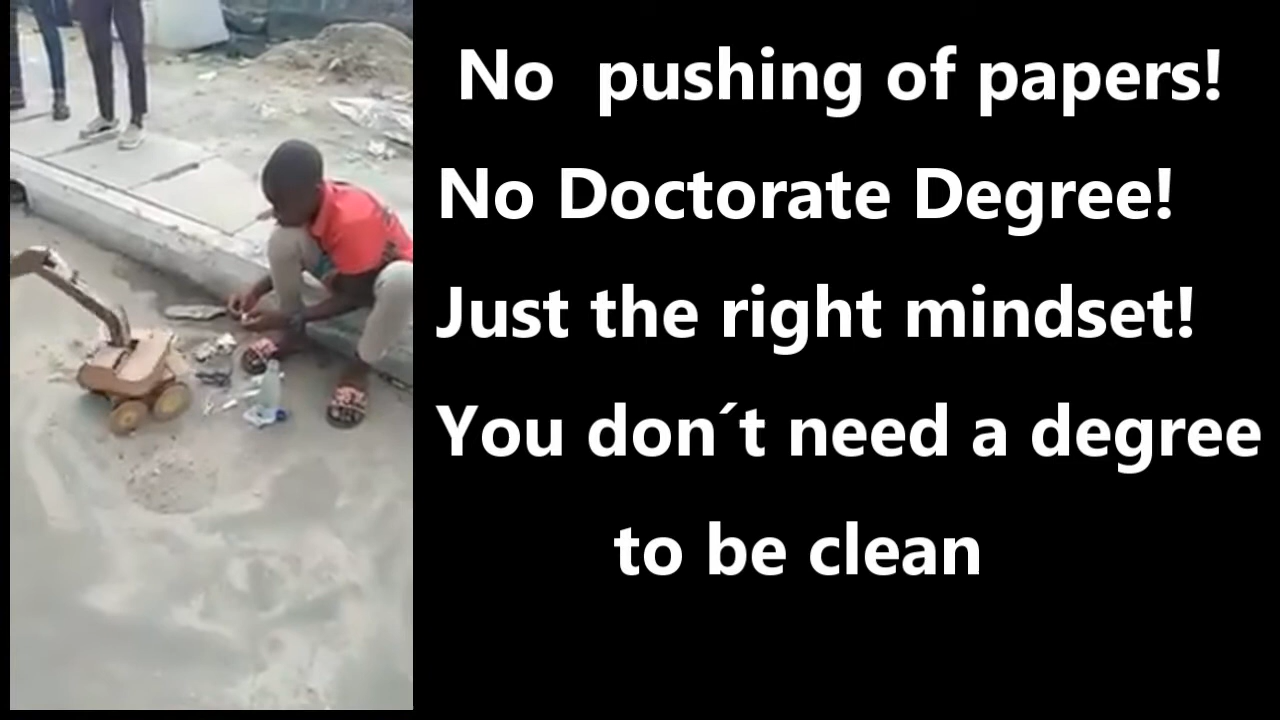 No  pushing of papers!
No Doctorate Degree!
Just the right mindset!
You don´t need a degree
to be clean